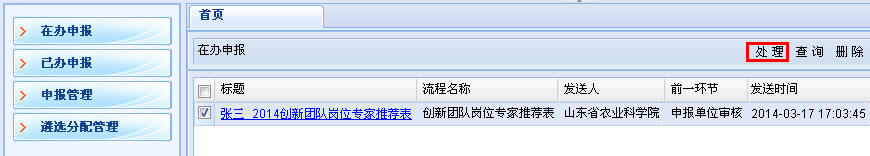 首页
在办申报
已办申报
申报管理
遴选分配管理
在办申报 处 理 查 询 删 除
标题 流程名称 发送人 前一环节 发送时间
张三_2014创新团队岗位专家推荐表 创新团队岗位专家推荐表 山东省农业科学院 申报单位审核 2014-03-17 17:03:45